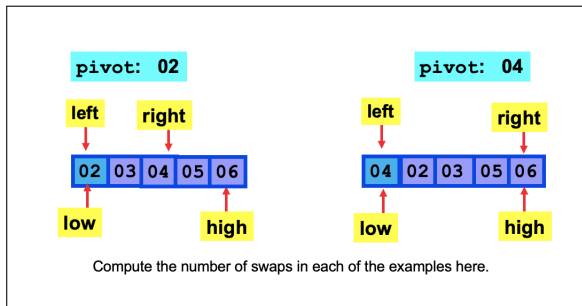 pivot: 02
pivot: 04
left
right
left
right
02 03 04 05 06
04 02 03 05 06
low
high
low
high
Compute the number of swaps in each of the examples here.